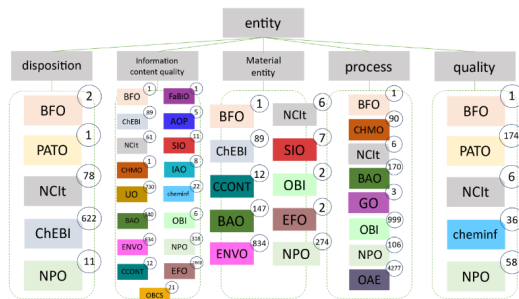 entity
disposition
Information
content quality
Material
entity
process
quality
BFO 2
PATO 1
NCIt 78
ChEBI 622
NPO 11
BFO 1
FaBiO 1
ChEBI 89
AOP 5
NCIt 61
SIO 11
CHMO 1
IAO 8
UO 730
cheminf 22
BAO
OBI 6
ENVO 834
NPO 318
CCONT 12
EFO
OBCS 21
BFO 1
NCIt 6
ChEBI 89
SIO 7
CCONT 12
OBI 2
BAO 147
EFO 2
ENVO 834
NPO 274
BFO 1
CHMO 90
NCIt 6
BAO 170
GO 3
OBI 999
NPO 106
OAE 4277
BFO 1
PATO 174
NCIt 6
cheminf 36
NPO 58